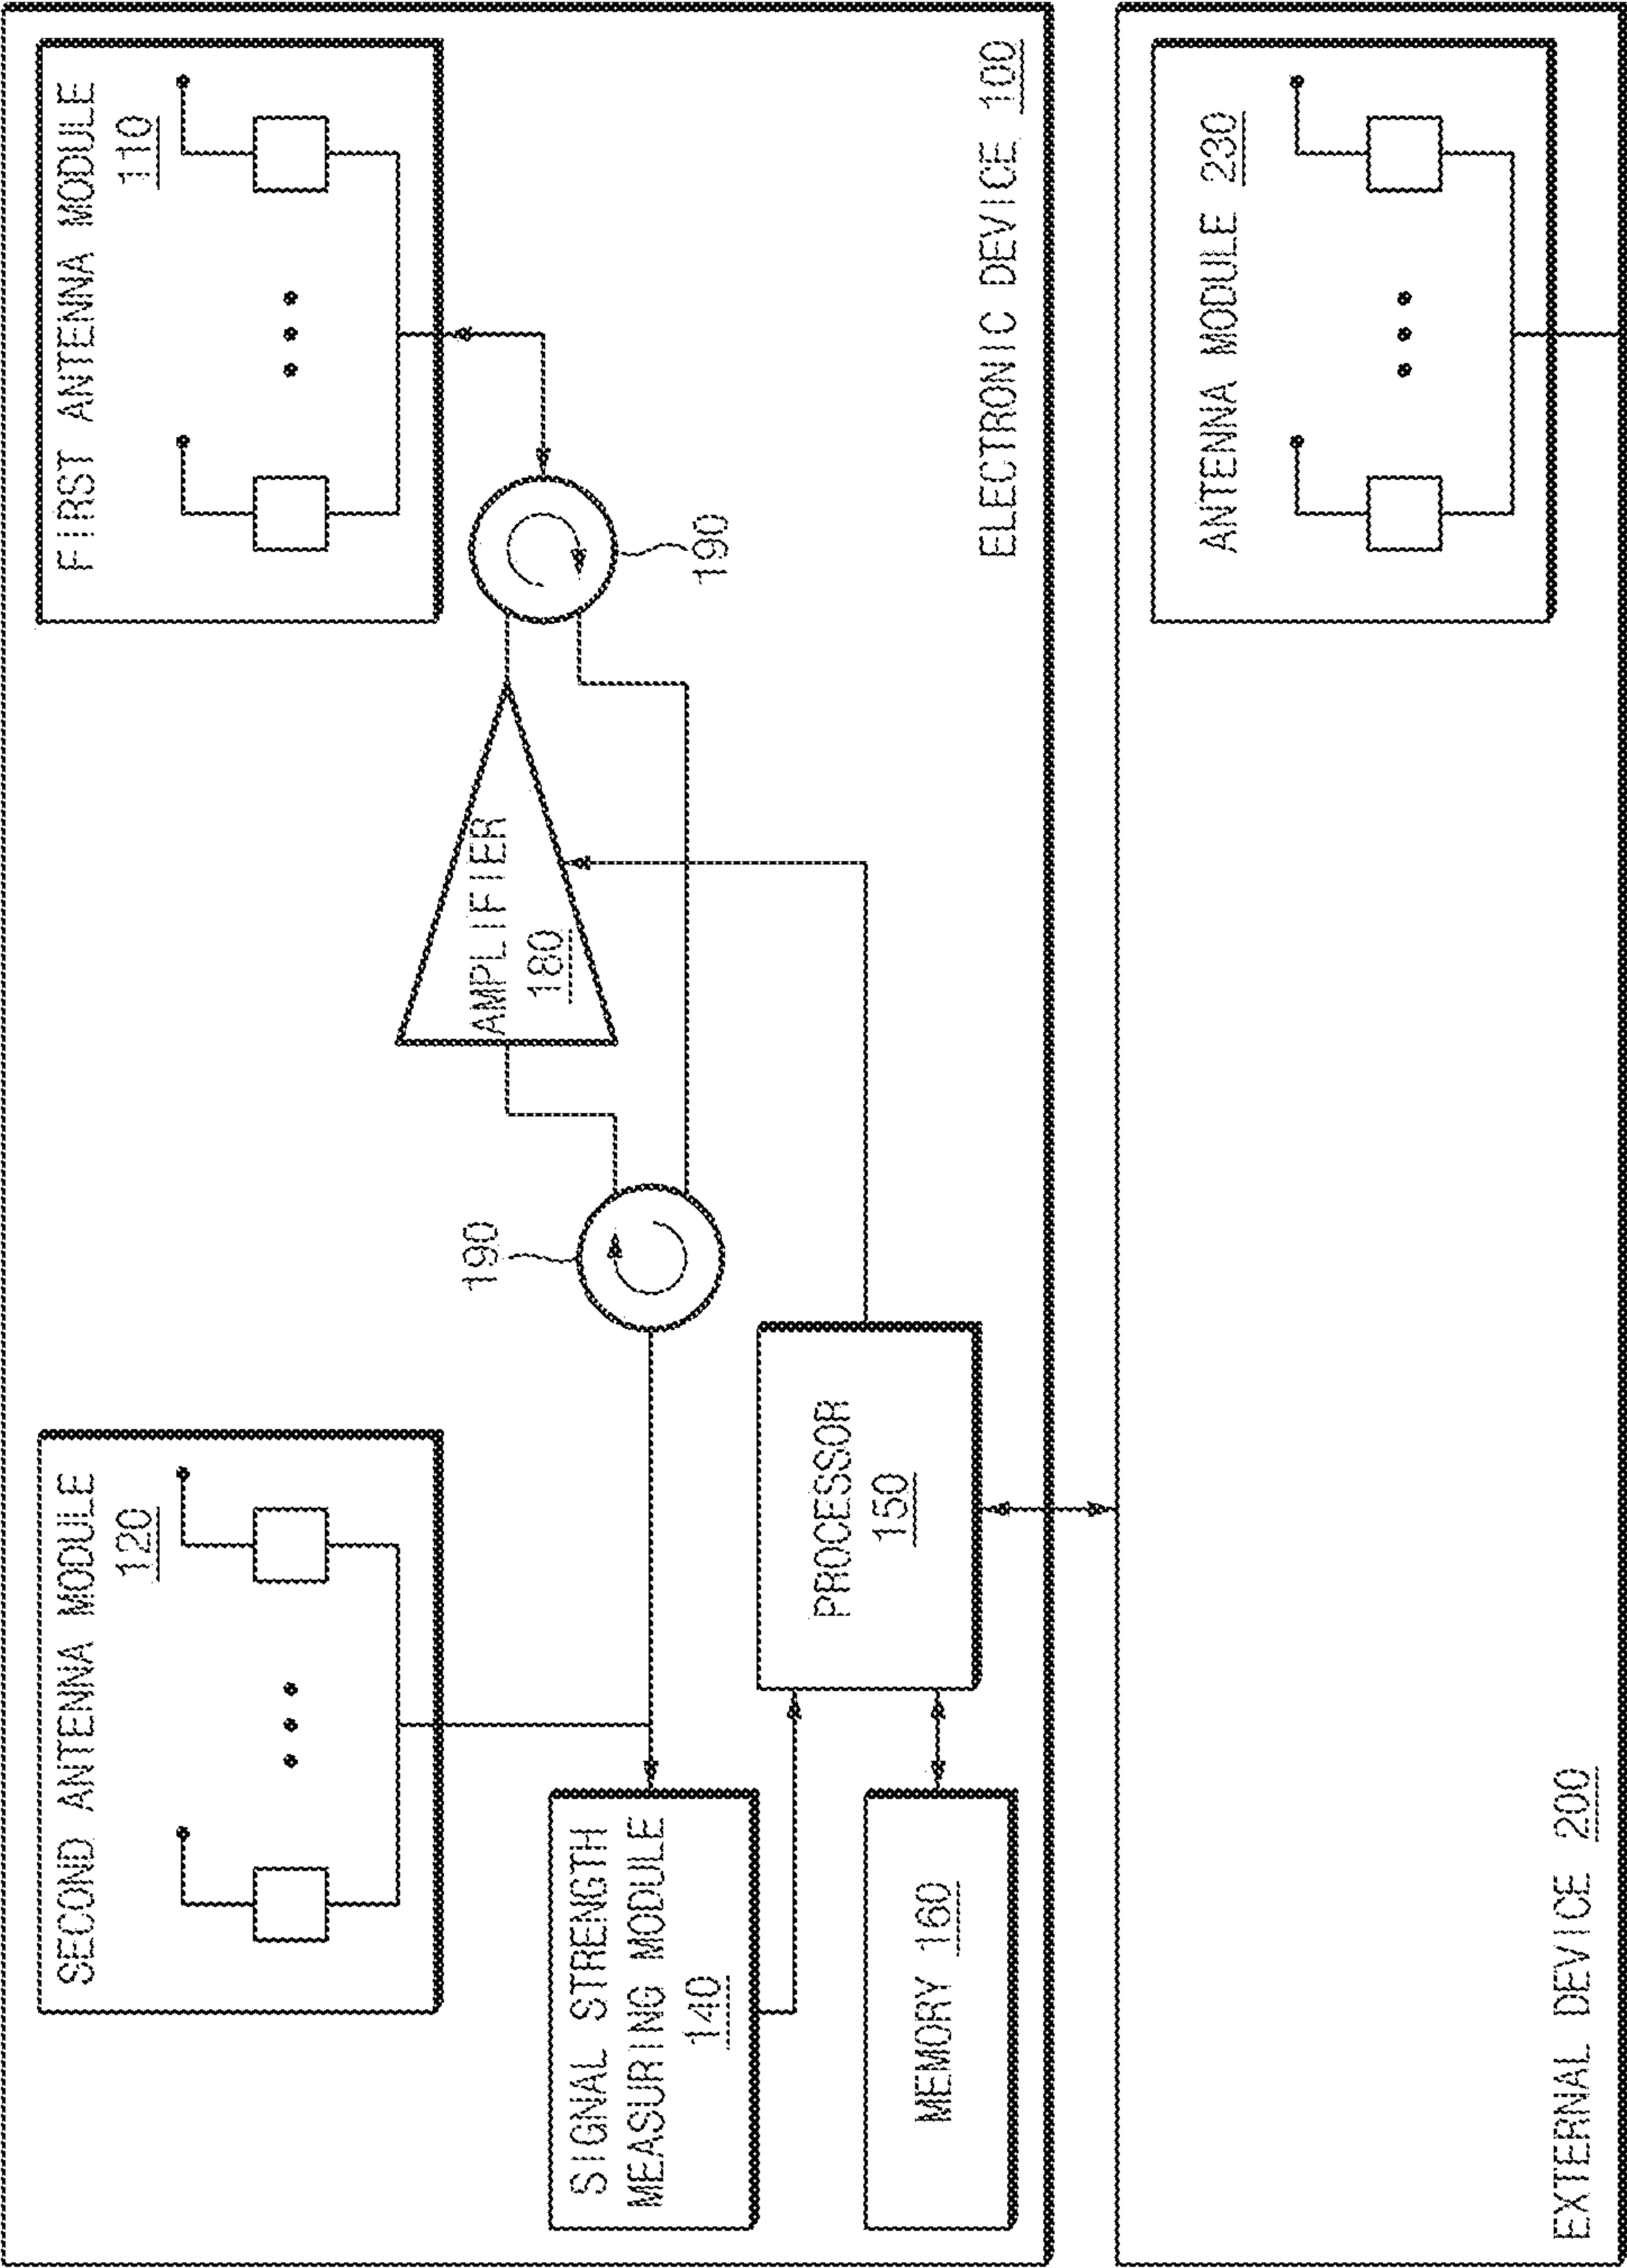 SECOND ANTENNA MODULE
120
FIRST ANTENNA MODULE
110
190
AMPLIFIER
180
190
SIGNAL STRENGTH
MEASURING MODULE
140
PROCESSOR
150
MEMORY 160
ELECTRONIC DEVICE 100
ANTENNA MODULE 230
EXTERNAL DEVICE 200